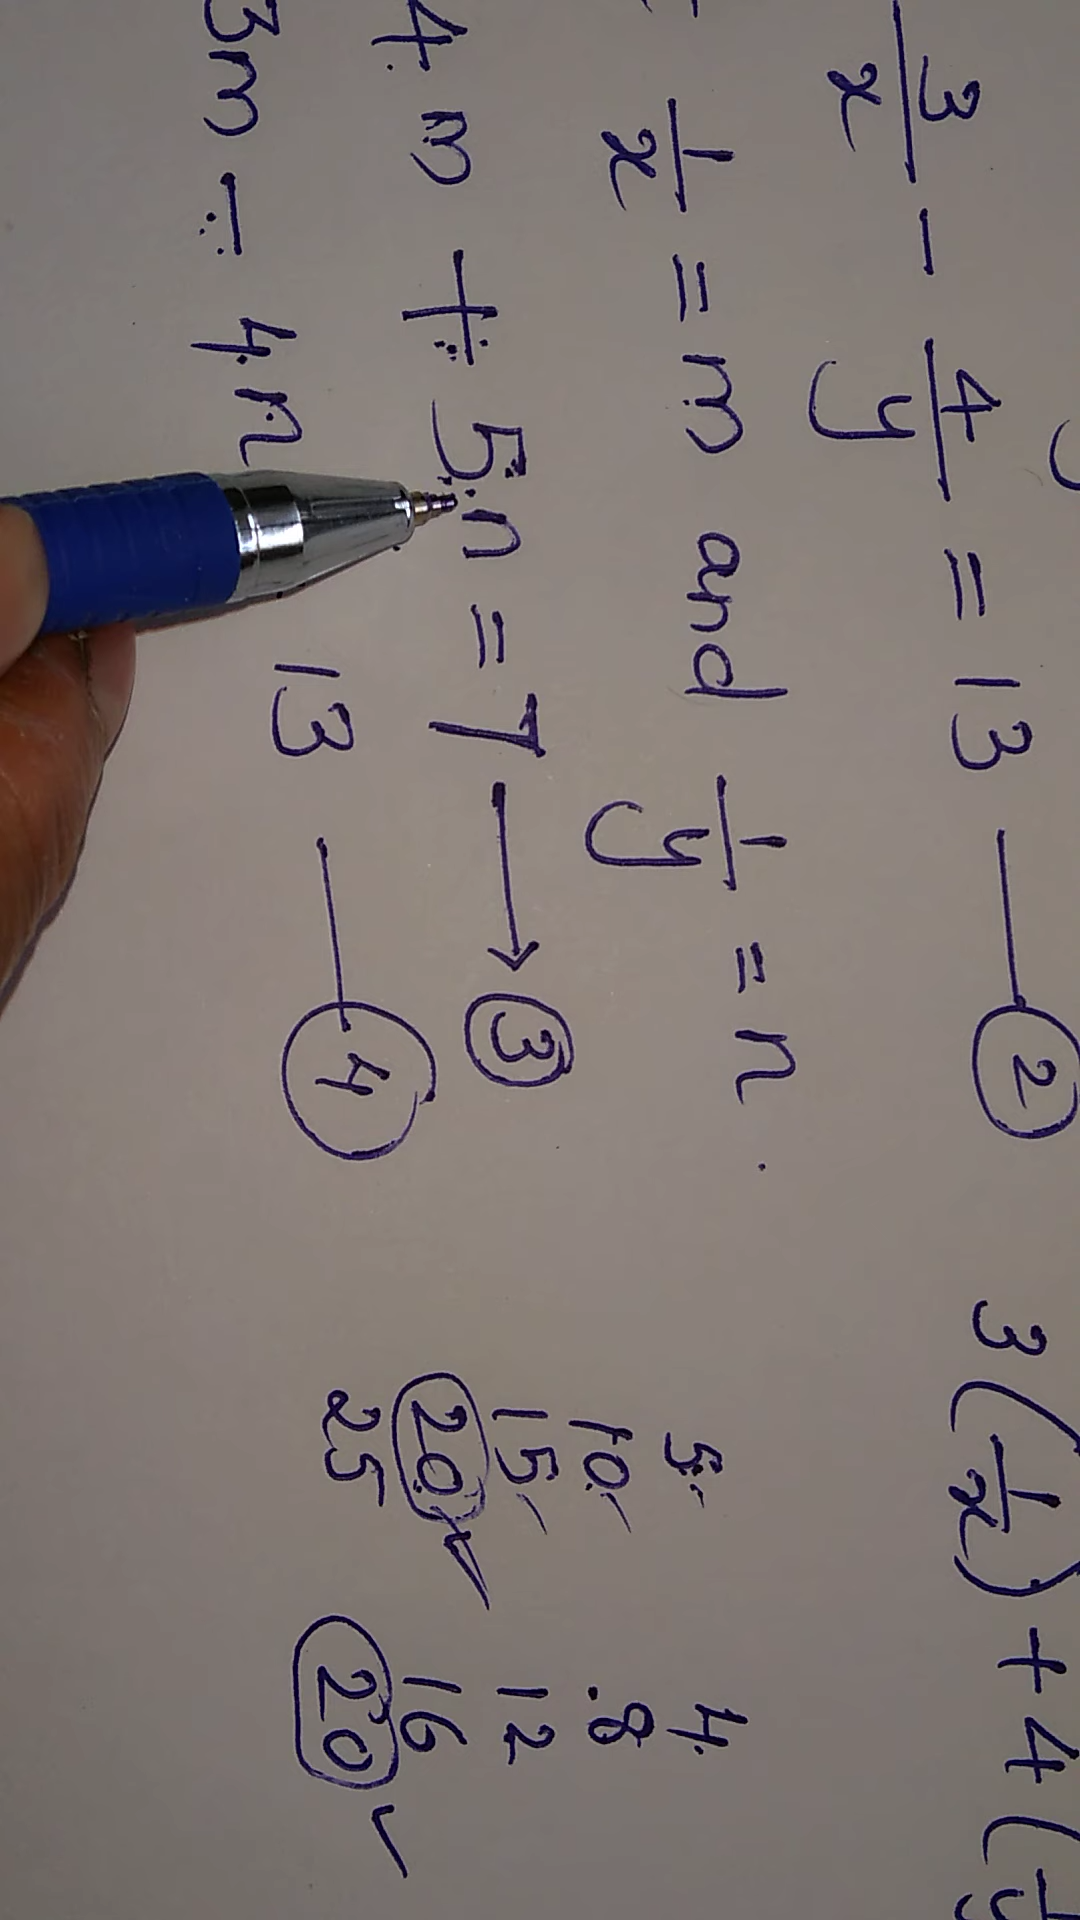 3/x - 4/y = 13 — 2
1/x = m and 1/y = n.
4m + 5n = 7 → 3
3m - 4n 13 — 4
3(1/x) + 4(1/y
5 4
10 8
15 12
20 16
25 20